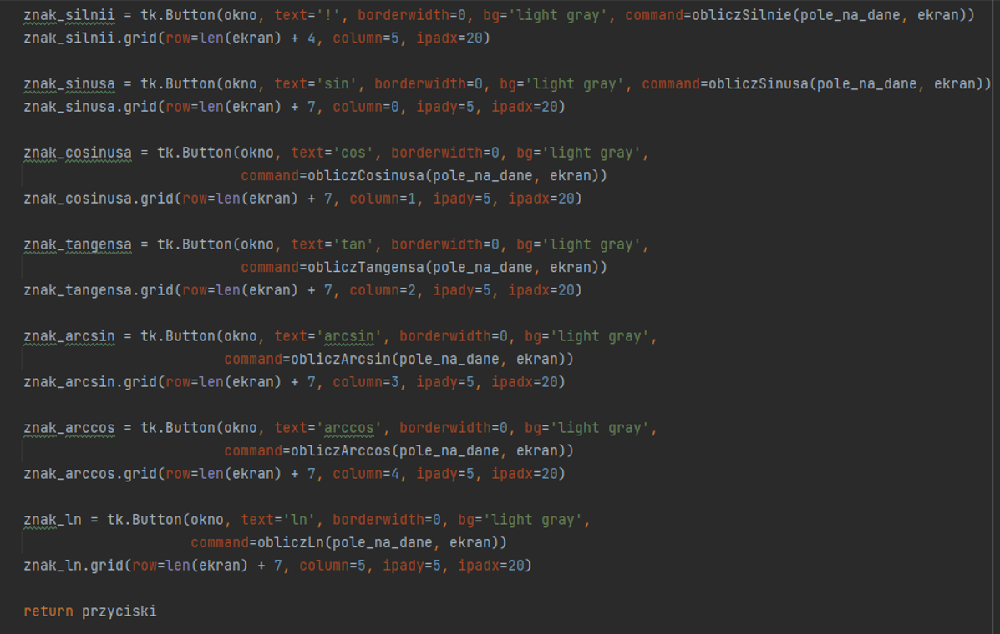 znak_silnii = tk.Button(okno, text='!', borderwidth=0, bg='light gray', command=obliczSilnie(pole_na_dane, ekran))
znak_silnii.grid(row=len(ekran) + 4, column=5, ipadx=20)
znak_sinusa = tk.Button(okno, text='sin', borderwidth=0, bg='light gray', command=obliczSinusa(pole_na_dane, ekran))
znak_sinusa.grid(row=len(ekran) + 7, column=0, ipady=5, ipadx=20)
znak_cosinusa = tk.Button(okno, text='cos', borderwidth=0, bg='light gray',
command=obliczCosinusa(pole_na_dane, ekran))
znak_cosinusa.grid(row=len(ekran) + 7, column=1, ipady=5, ipadx=20)
znak_tangensa = tk.Button(okno, text='tan', borderwidth=0, bg='light gray',
command=obliczTangensa(pole_na_dane, ekran))
znak_tangensa.grid(row=len(ekran) + 7, column=2, ipady=5, ipadx=20)
znak_arcsin = tk.Button(okno, text='arcsin', borderwidth=0, bg='light gray',
command=obliczArcsin(pole_na_dane, ekran))
znak_arcsin.grid(row=len(ekran) + 7, column=3, ipady=5, ipadx=20)
znak_arccos = tk.Button(okno, text='arccos', borderwidth=0, bg='light gray',
command=obliczArccos(pole_na_dane, ekran))
znak_arccos.grid(row=len(ekran) + 7, column=4, ipady=5, ipadx=20)
znak_ln = tk.Button(okno, text='ln', borderwidth=0, bg='light gray',
command=obliczLn(pole_na_dane, ekran))
znak_ln.grid(row=len(ekran) + 7, column=5, ipady=5, ipadx=20)
return przyciski